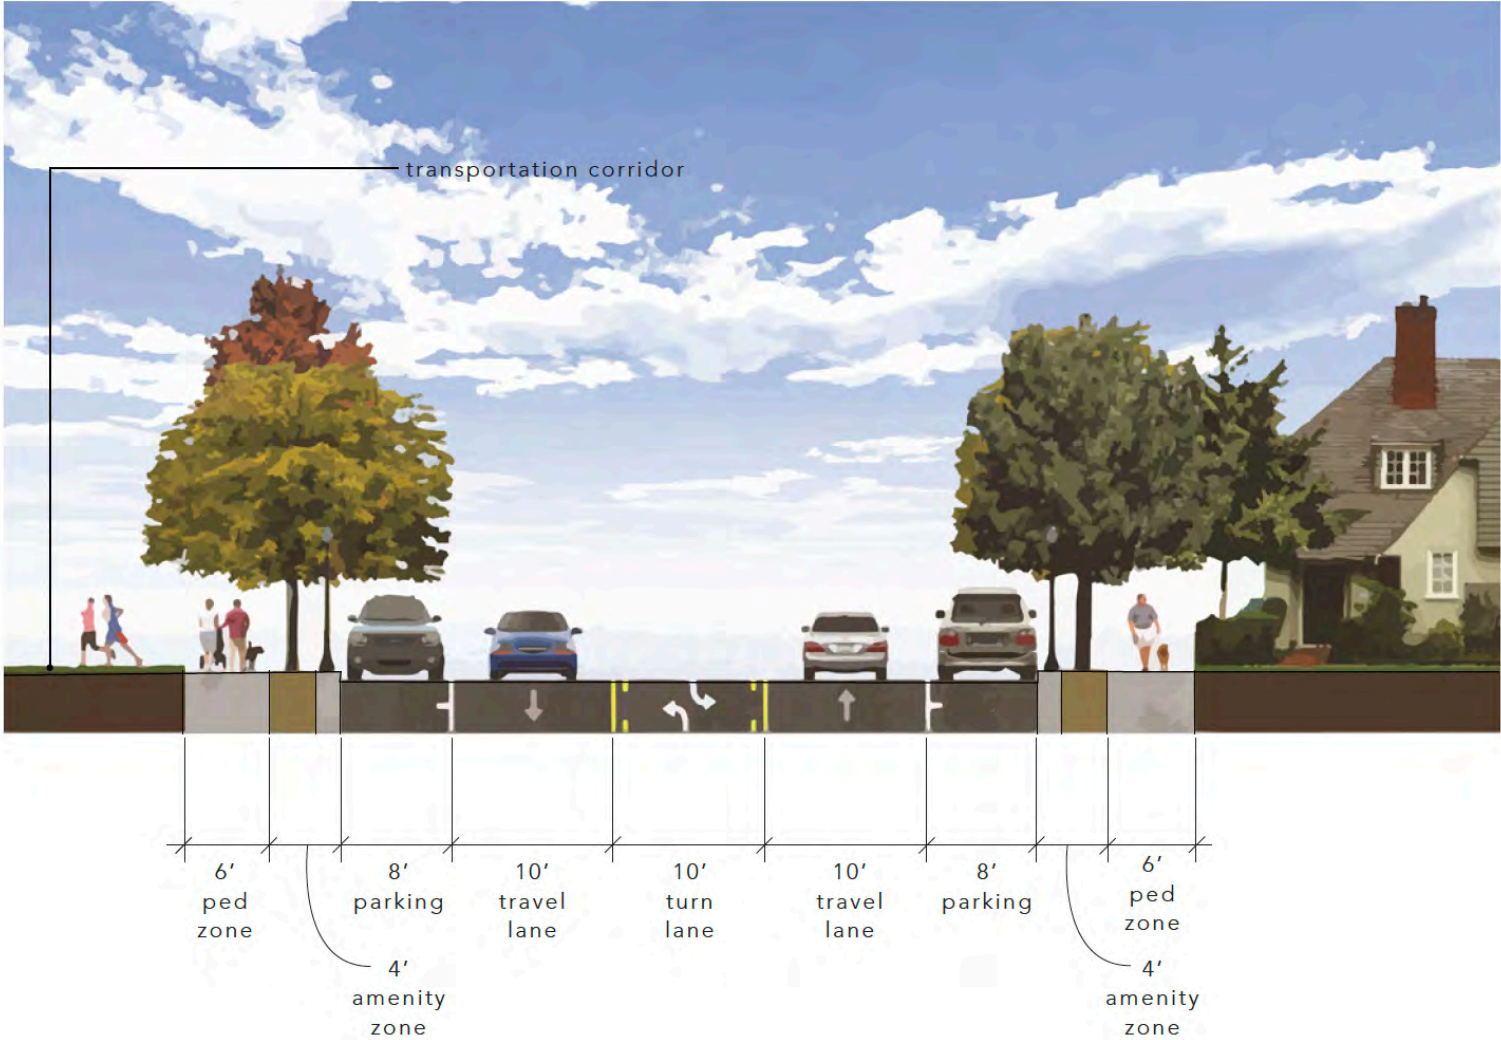 transportation corridor
6’
ped
zone
4’
amenity
zone
8’
parking
10’
travel
lane
10’
turn
lane
10’
travel
lane
8’
parking
4’
amenity
zone
6’
ped
zone